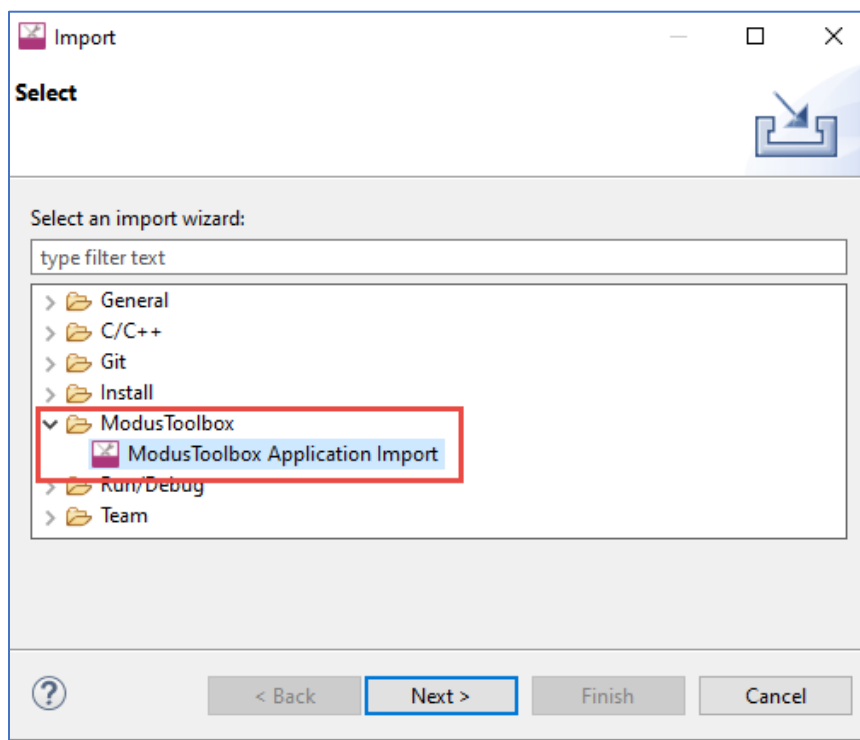 Import
Select
Select an import wizard:
type filter text
General
C/C++
Git
Install
ModusToolbox
ModusToolbox Application Import
Run/Debug
Team
?
< Back
Next >
Finish
Cancel